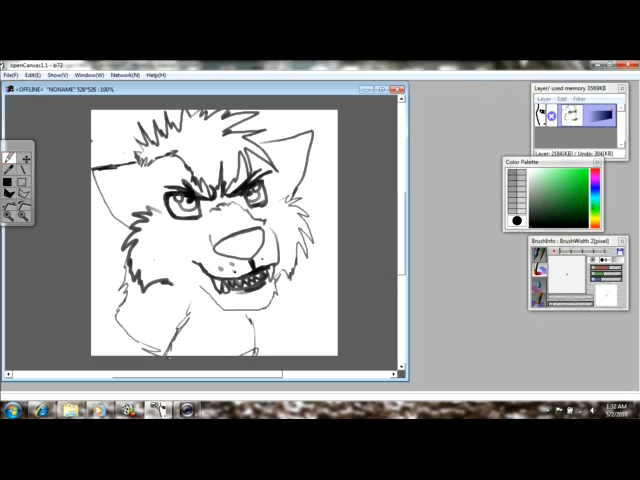 openCanvas1.1 - b72
File(F) Edit(E) Show(V) Window(W) Network(N) Help(H)
<OFFLINE> "NONAME" 526*526 : 100%
Layer/ used memory 3569KB
Layer Edit Filter
Layer: 2184[KB] / Undo: 304[KB]
Color Palette
BrushInfo : BrushWidth 2[pixel]
1:32 AM
5/2/2010